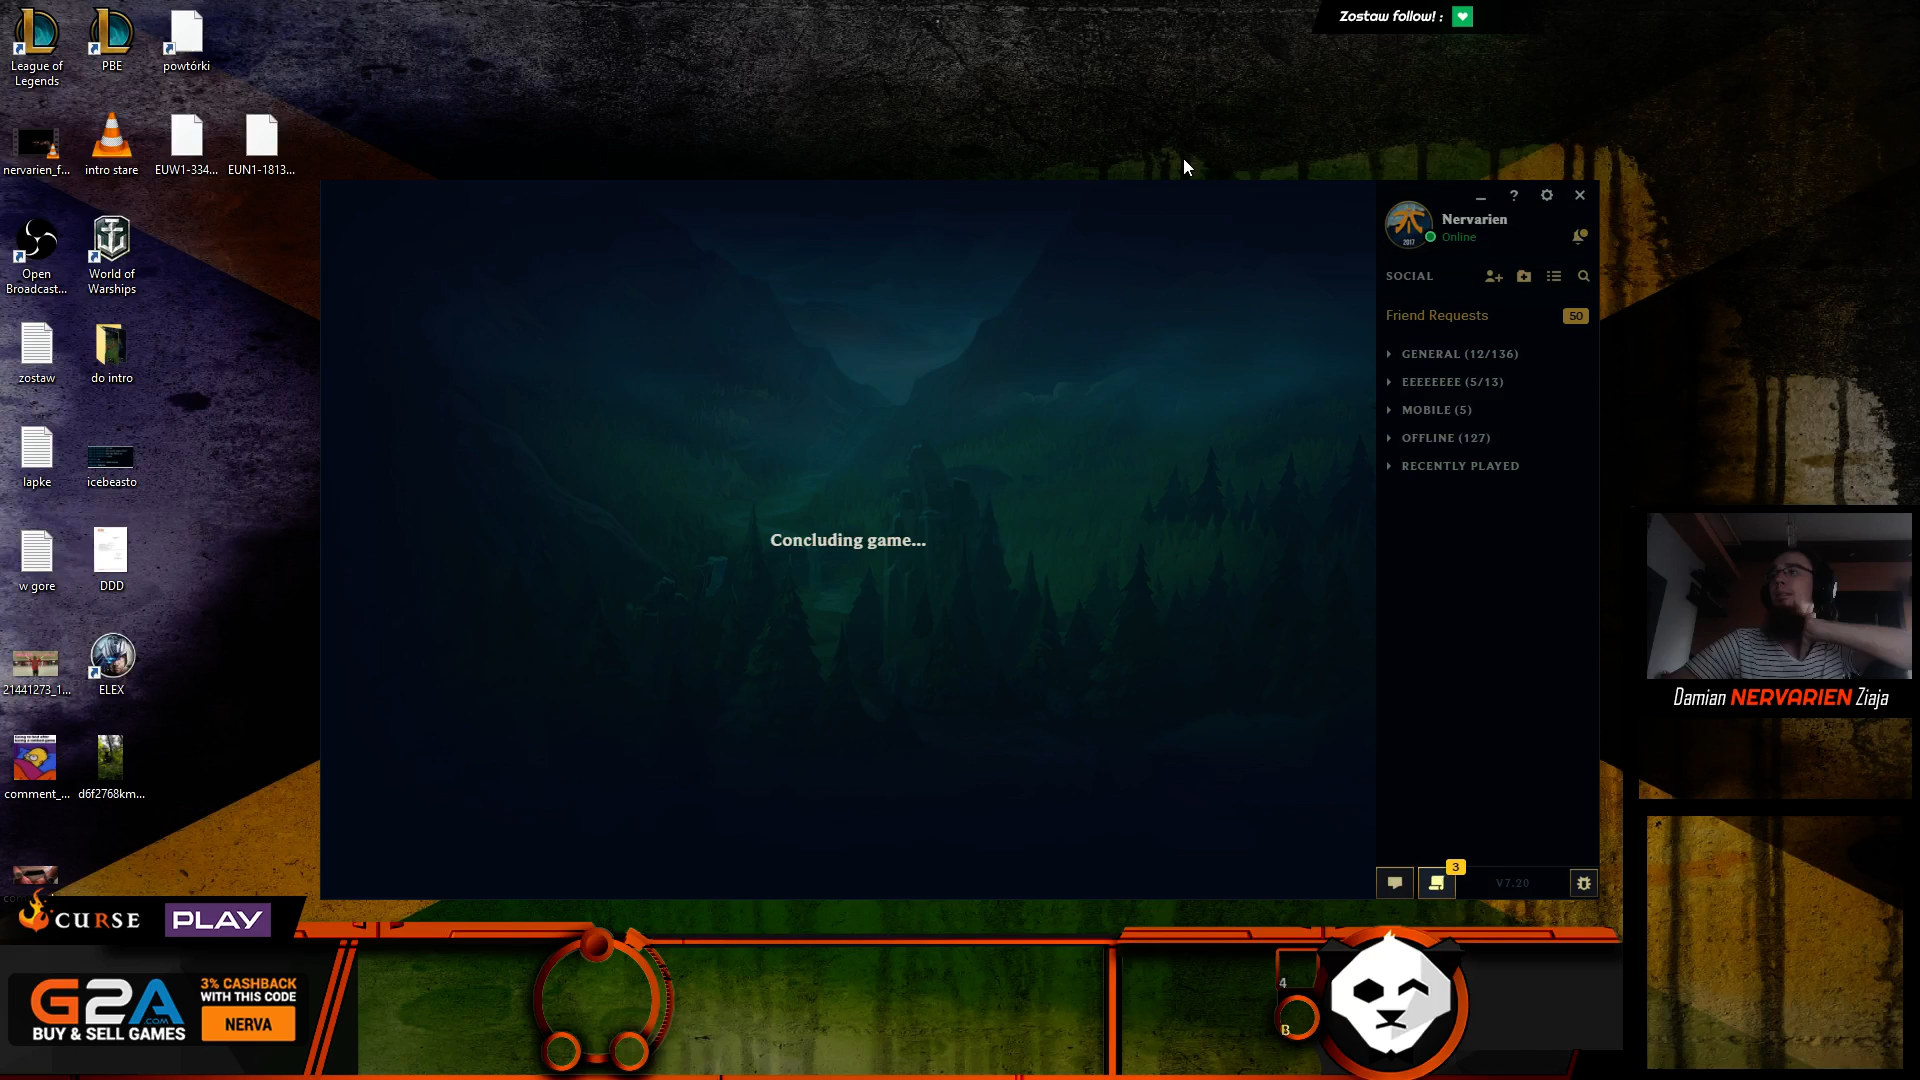 Zostaw follow! :
League of
Legends
PBE
powtórki
nervarien_f...
intro stare
EUW1-334...
EUN1-1813...
Open
Broadcast...
World of
Warships
zostaw
do intro
lapke
icebeasto
w gore
DDD
21441273_1...
ELEX
comment_...
d6f2768km...
Concluding game...
?
Nervarien
2017
Online
SOCIAL
Friend Requests
50
GENERAL (12/136)
EEEEEEE (5/13)
MOBILE (5)
OFFLINE (127)
RECENTLY PLAYED
3
V7.20
Damian NERVARIEN Ziaja
CURSE
PLAY
G2A
.COM
BUY & SELL GAMES
3% CASHBACK
WITH THIS CODE
NERVA
4
B